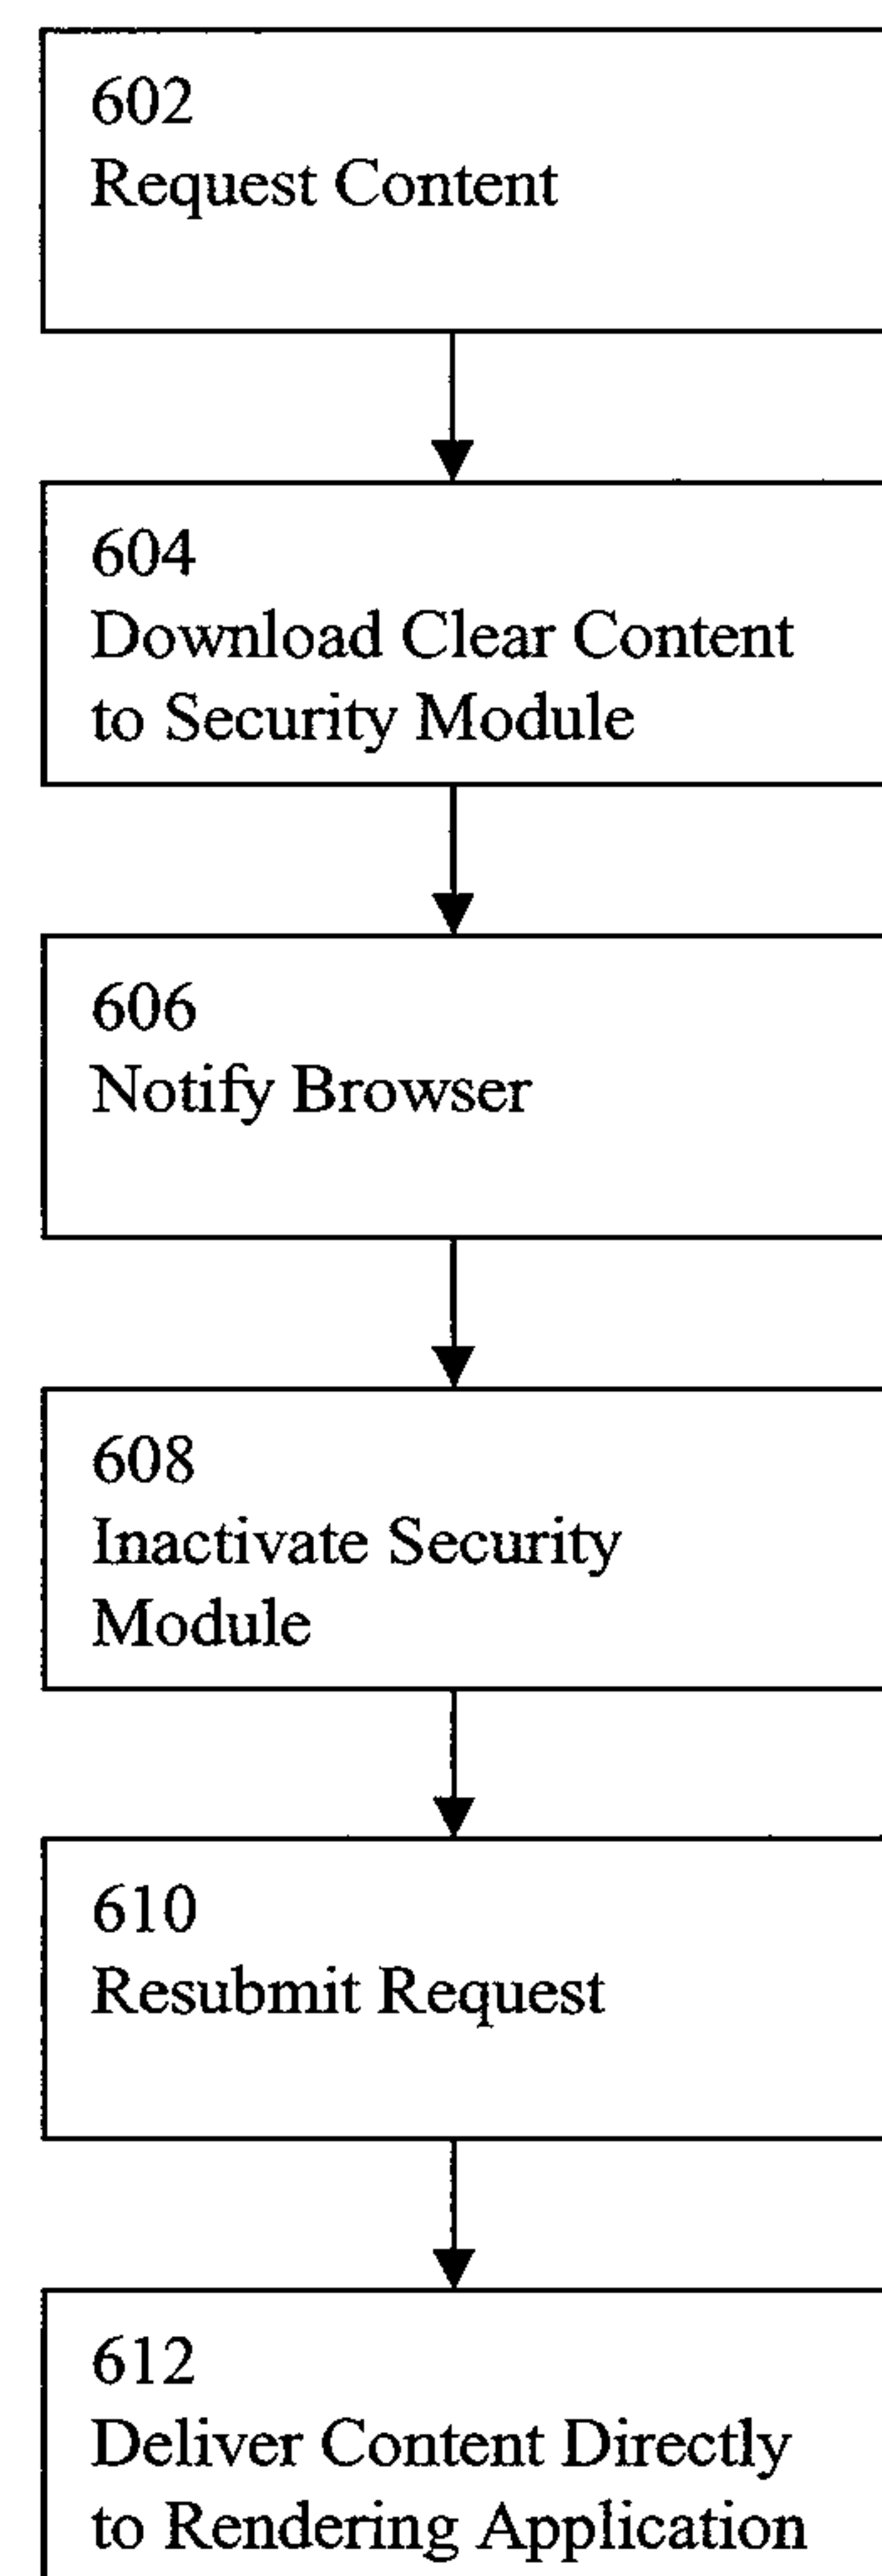 602
Request Content
604
Download Clear Content
to Security Module
606
Notify Browser
608
Inactivate Security
Module
610
Resubmit Request
612
Deliver Content Directly
to Rendering Application